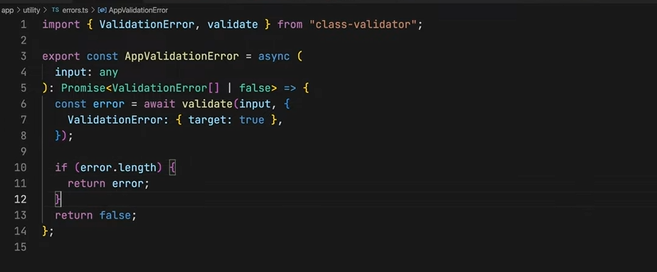 app > utility > TS errors.ts > AppValidationError
1 import { ValidationError, validate } from "class-validator";
2
3 export const AppValidationError = async (
4   input: any
5 ): Promise<ValidationError[] | false> => {
6   const error = await validate(input, {
7     ValidationError: { target: true },
8   });
9
10   if (error.length) {
11     return error;
12   }
13   return false;
14 };
15